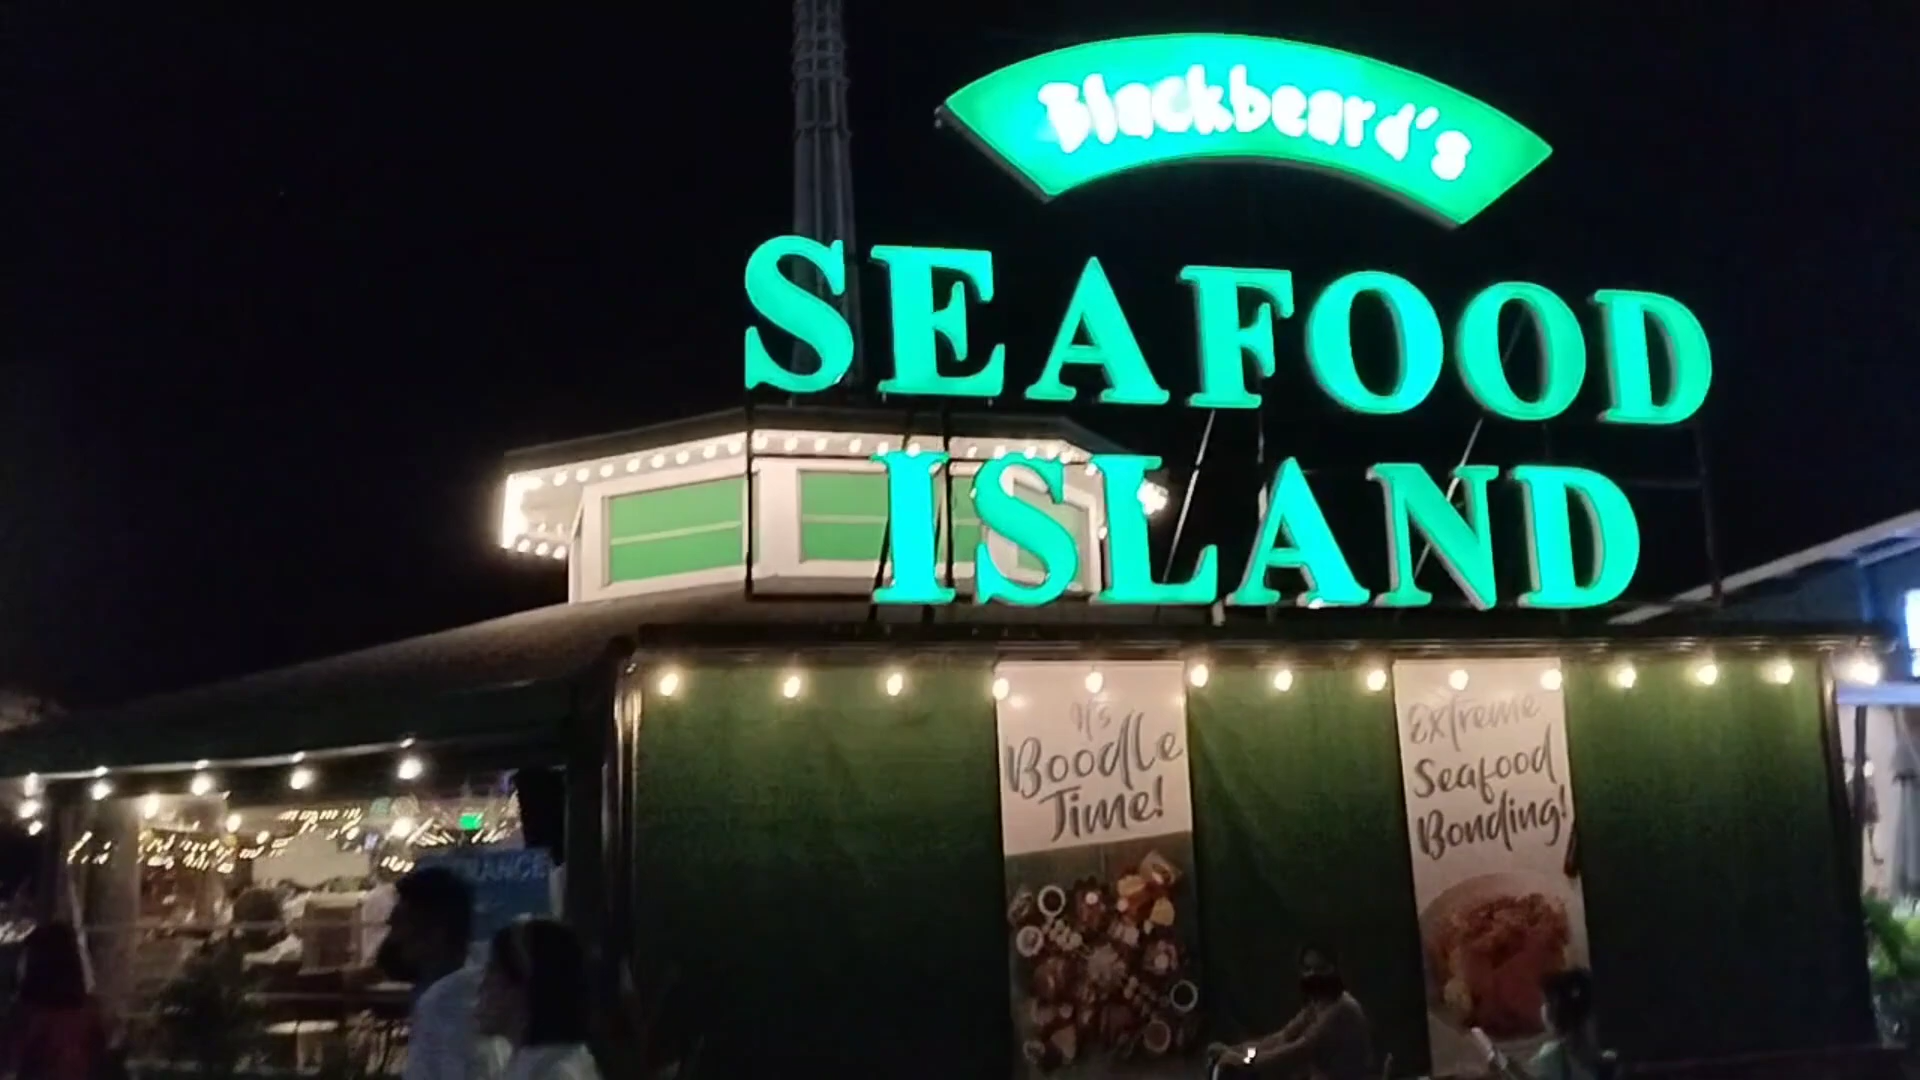 Blackbeard's
SEAFOOD
ISLAND
It's
Boodle
Time!
Extreme
Seafood
Bonding!